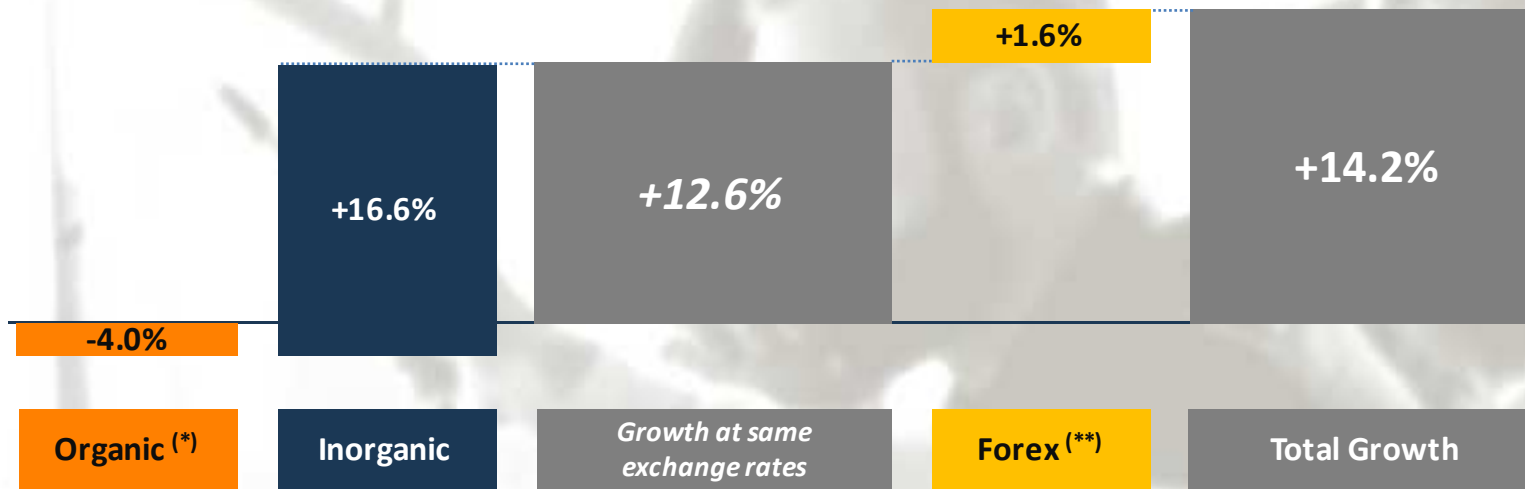 +1.6%
+14.2%
+12.6%
+16.6%
-4.0%
Organic (*)
Inorganic
Growth at same
exchange rates
Forex (**)
Total Growth